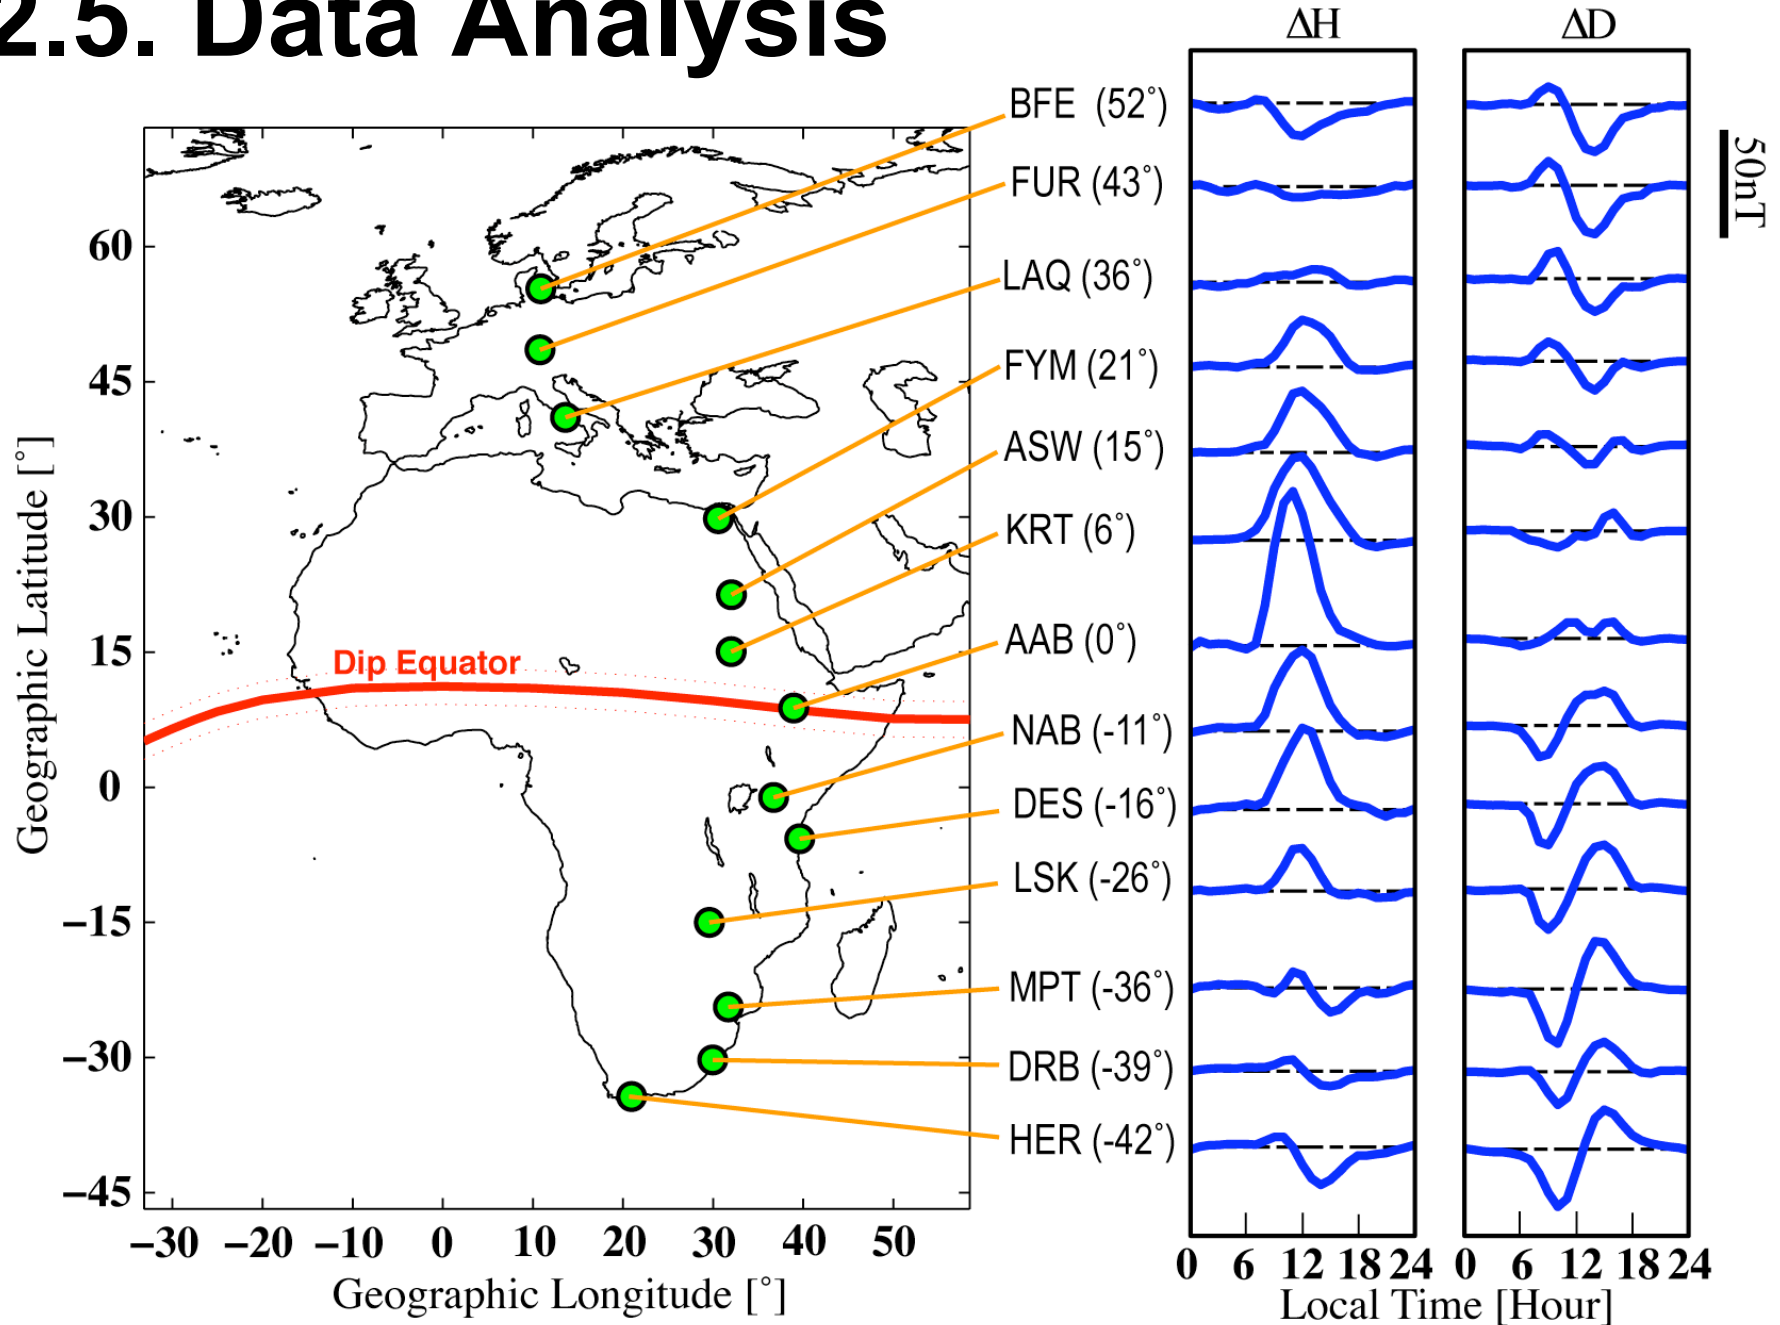 2.5. Data Analysis
ΔH
ΔD
BFE (52°)
FUR (43°)
LAQ (36°)
FYM (21°)
ASW (15°)
KRT (6°)
AAB (0°)
NAB (-11°)
DES (-16°)
LSK (-26°)
MPT (-36°)
DRB (-39°)
HER (-42°)
50nT
Geographic Latitude [°]
60
45
30
15
0
−15
−30
−45
Dip Equator
−30 −20 −10 0 10 20 30 40 50
Geographic Longitude [°]
0 6 12 18 24
0 6 12 18 24
Local Time [Hour]